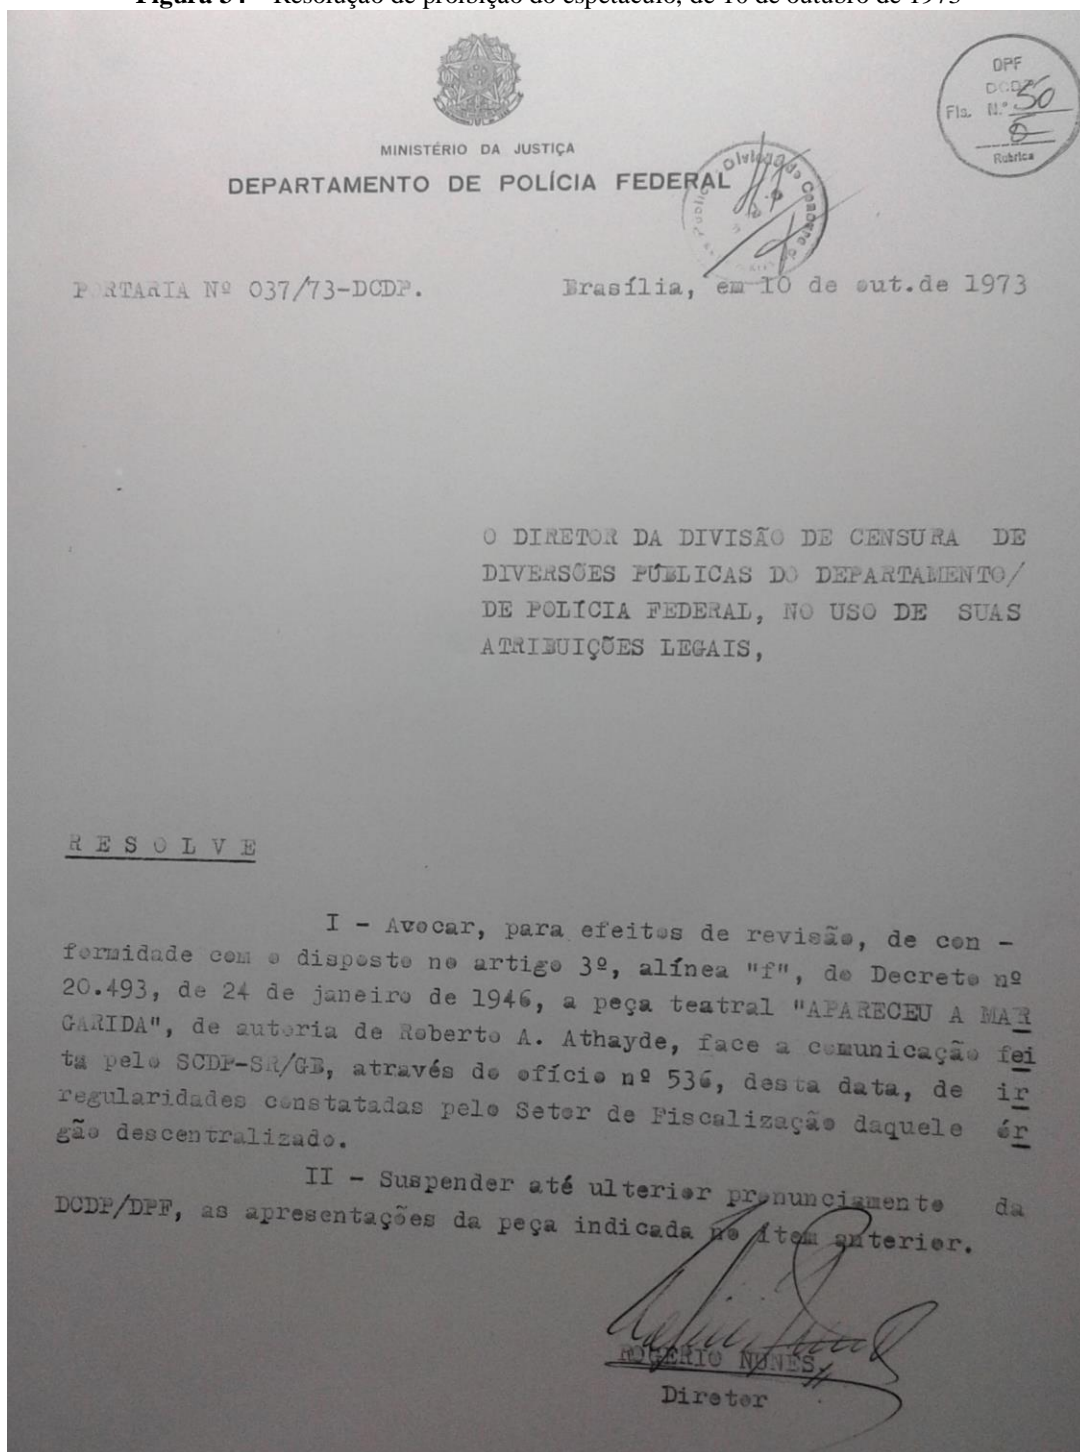 Figura 34 – Resolução de proibição do espetáculo, de 10 de outubro de 1973
DPF
DCDP
Fls. N.º 50
Rubrica
MINISTÉRIO DA JUSTIÇA
DEPARTAMENTO DE POLÍCIA FEDERAL
Divisão de Censura de
PORTARIA Nº 037/73-DCDP.
Brasília, em 10 de out.de 1973
O DIRETOR DA DIVISÃO DE CENSURA DE
DIVERSÕES PÚBLICAS DO DEPARTAMENTO/
DE POLÍCIA FEDERAL, NO USO DE SUAS
ATRIBUIÇÕES LEGAIS,
R E S O L V E
I - Avocar, para efeitos de revisão, de con -
formidade com o disposto no artigo 3º, alínea "f", do Decreto nº
20.493, de 24 de janeiro de 1946, a peça teatral "APARECEU A MAR
GARIDA", de autoria de Roberto A. Athayde, face a comunicação fei
ta pelo SCDP-SR/GB, através do ofício nº 536, desta data, de ir
regularidades constatadas pelo Setor de Fiscalização daquele ór
gão descentralizado.
II - Suspender até ulterior pronunciamento da
DCDP/DPF, as apresentações da peça indicada no item anterior.
ROGÉRIO NUNES
Diretor